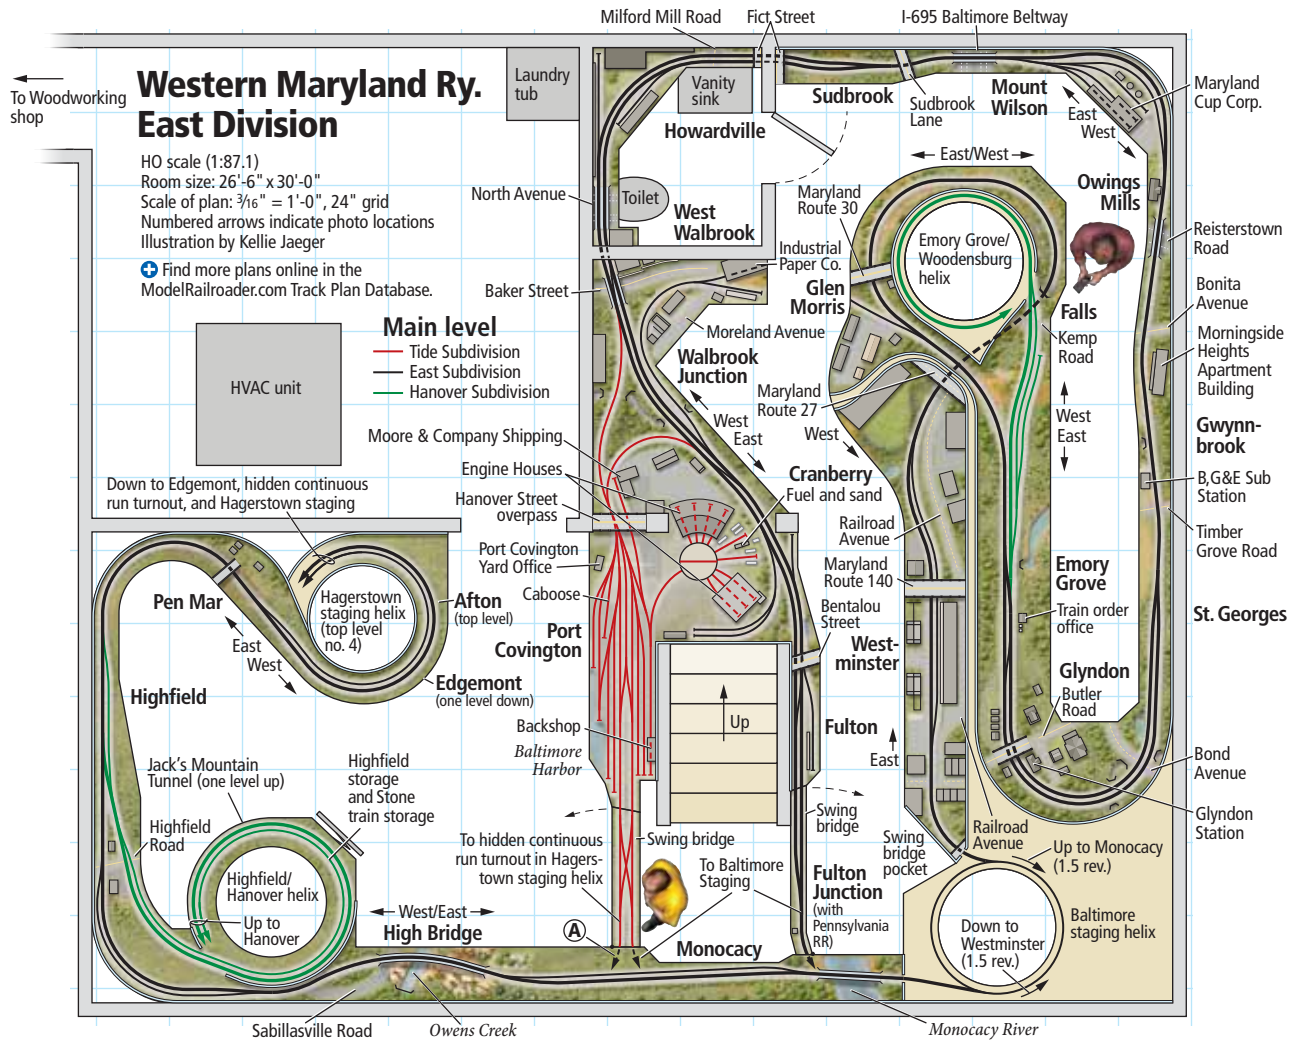 Milford Mill Road
Fict Street
I-695 Baltimore Beltway
To Woodworking
shop
Western Maryland Ry.
East Division
HO scale (1:87.1)
Room size: 26'-6" x 30'-0"
Scale of plan: 3/16" = 1'-0", 24" grid
Numbered arrows indicate photo locations
Illustration by Kellie Jaeger
Find more plans online in the
ModelRailroader.com Track Plan Database.
Laundry
tub
Vanity
sink
Howardville
Sudbrook
Sudbrook
Lane
Mount
Wilson
East
West
Maryland
Cup Corp.
North Avenue
Toilet
West
Walbrook
East/West
Maryland
Route 30
Owings
Mills
Reisterstown
Road
Industrial
Paper Co.
Glen
Morris
Emory Grove/
Woodensburg
helix
Baker Street
Moreland Avenue
Falls
Kemp
Road
Bonita
Avenue
Morningside
Heights
Apartment
Building
Main level
Tide Subdivision
East Subdivision
Hanover Subdivision
HVAC unit
Walbrook
Junction
Maryland
Route 27
West
East
West
West
East
Gwynn-
brook
Moore & Company Shipping
Engine Houses
Hanover Street
overpass
Down to Edgemont, hidden continuous
run turnout, and Hagerstown staging
Cranberry
Fuel and sand
B,G&E Sub
Station
Railroad
Avenue
Timber
Grove Road
Port Covington
Yard Office
Caboose
Port
Covington
Maryland
Route 140
Emory
Grove
Train order
office
St. Georges
Pen Mar
Hagerstown
staging helix
(top level
no. 4)
Afton
(top level)
East
West
Edgemont
(one level down)
Bentalou
Street
West-
minster
Highfield
Glyndon
Butler
Road
Up
Fulton
East
Backshop
Baltimore
Harbor
Bond
Avenue
Jack's Mountain
Tunnel (one level up)
Highfield
storage
and Stone
train storage
Highfield
Road
Glyndon
Station
To hidden continuous
run turnout in Hagers-
town staging helix
Swing bridge
Swing
bridge
Swing
bridge
pocket
Railroad
Avenue
Up to Monocacy
(1.5 rev.)
To Baltimore
Staging
Fulton
Junction
(with
Pennsylvania
RR)
Highfield/
Hanover helix
Up to
Hanover
West/East
High Bridge
A
Monocacy
Down to
Westminster
(1.5 rev.)
Baltimore
staging helix
Sabillasville Road
Owens Creek
Monocacy River